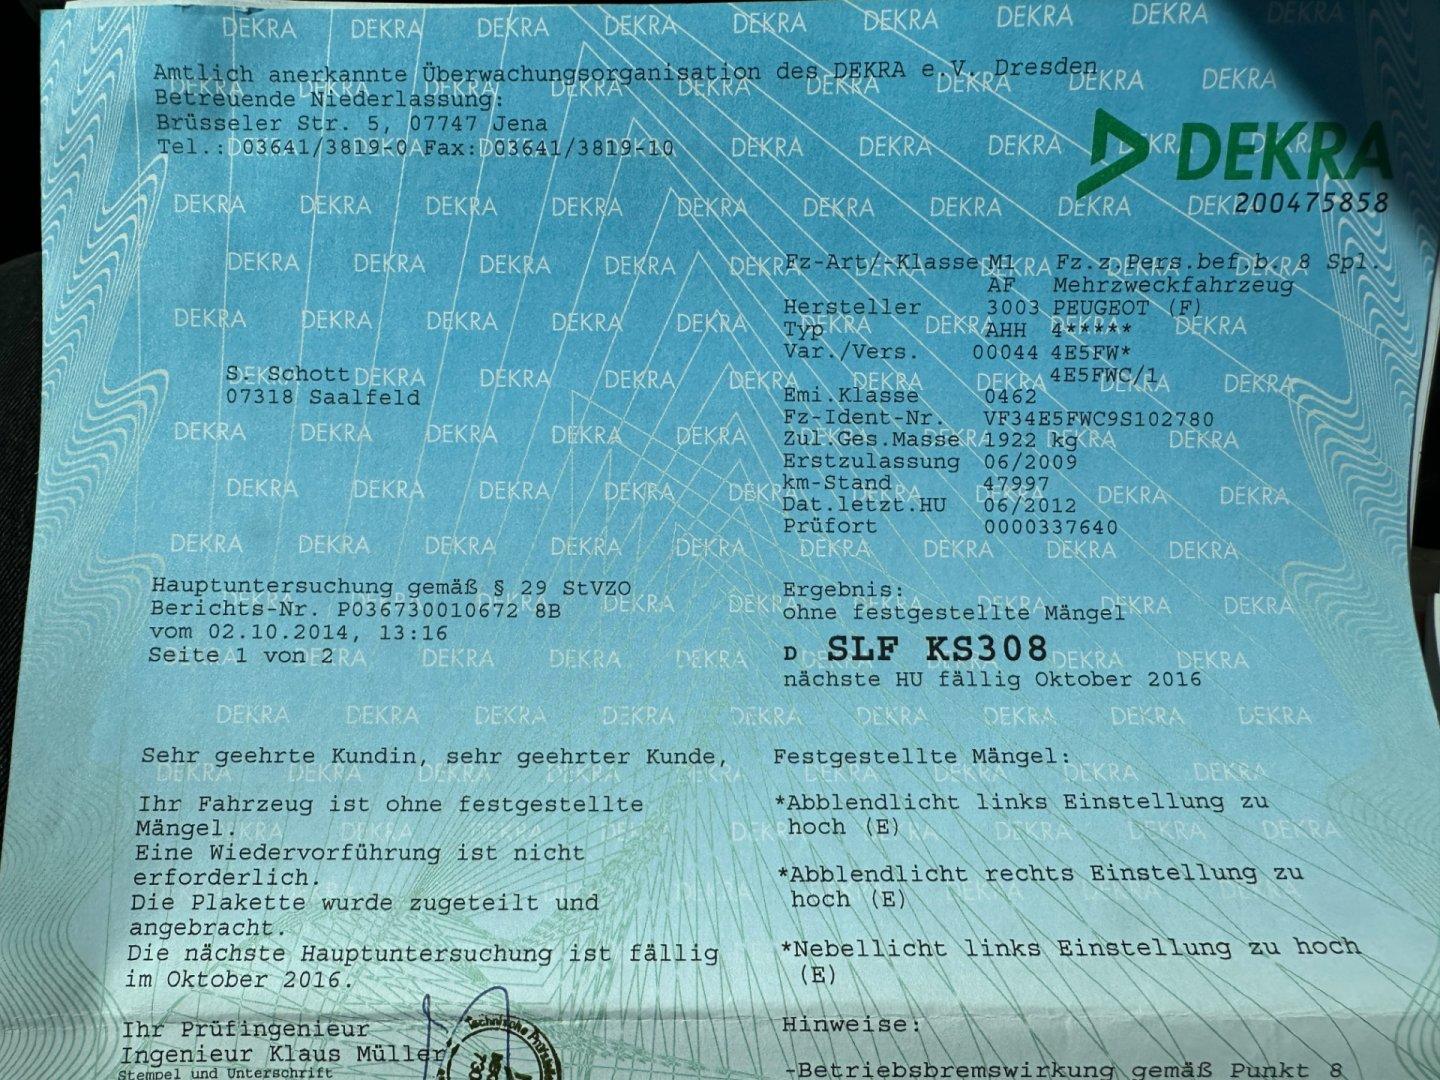 Amtlich anerkannte Überwachungsorganisation des DEKRA e.V. Dresden
Betreuende Niederlassung:
Brüsseler Str. 5, 07747 Jena
Tel.: 03641/3819-0 Fax: 03641/3819-10
DEKRA
200475858
Fz-Art/-Klasse M1 Fz.z.Pers.bef.b. 8 Spl.
AF Mehrzweckfahrzeug
Hersteller 3003 PEUGEOT (F)
Typ AHH 4*****
Var./Vers. 00044 4E5FW*
4E5FWC/1
Emi.Klasse 0462
Fz-Ident-Nr. VF34E5FWC9S102780
Zul.Ges.Masse 1922 kg
Erstzulassung 06/2009
km-Stand 47997
Dat.letzt.HU 06/2012
Prüfort 0000337640
S. Schott
07318 Saalfeld
Hauptuntersuchung gemäß § 29 StVZO
Berichts-Nr. P036730010672 8B
vom 02.10.2014, 13:16
Seite 1 von 2
Ergebnis:
ohne festgestellte Mängel
D SLF KS308
nächste HU fällig Oktober 2016
Sehr geehrte Kundin, sehr geehrter Kunde,
Ihr Fahrzeug ist ohne festgestellte
Mängel.
Eine Wiedervorführung ist nicht
erforderlich.
Die Plakette wurde zugeteilt und
angebracht.
Die nächste Hauptuntersuchung ist fällig
im Oktober 2016.
Ihr Prüfingenieur
Ingenieur Klaus Müller
Stempel und Unterschrift
Festgestellte Mängel:
*Abblendlicht links Einstellung zu
hoch (E)
*Abblendlicht rechts Einstellung zu
hoch (E)
*Nebellicht links Einstellung zu hoch
(E)
Hinweise:
-Betriebsbremswirkung gemäß Punkt 8